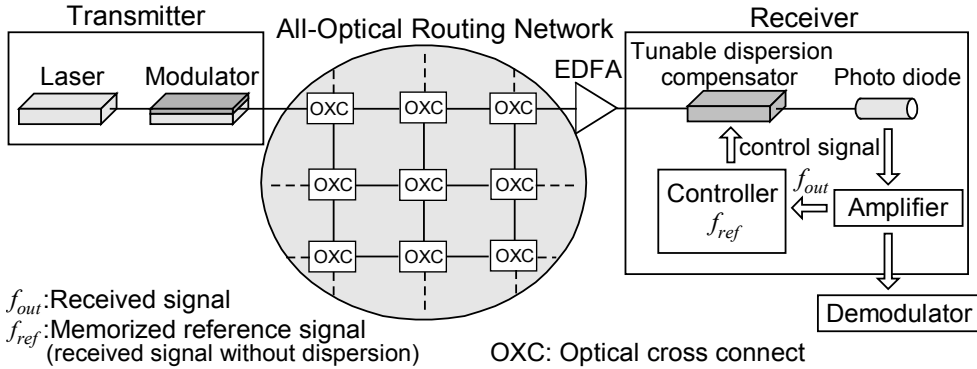 Transmitter
Laser
Modulator
All-Optical Routing Network
OXC
OXC
OXC
OXC
OXC
OXC
OXC
OXC
OXC
EDFA
Receiver
Tunable dispersion
compensator
Photo diode
control signal
Controller
f_ref
f_out
Amplifier
Demodulator
f_out:Received signal
f_ref:Memorized reference signal
(received signal without dispersion)
OXC: Optical cross connect